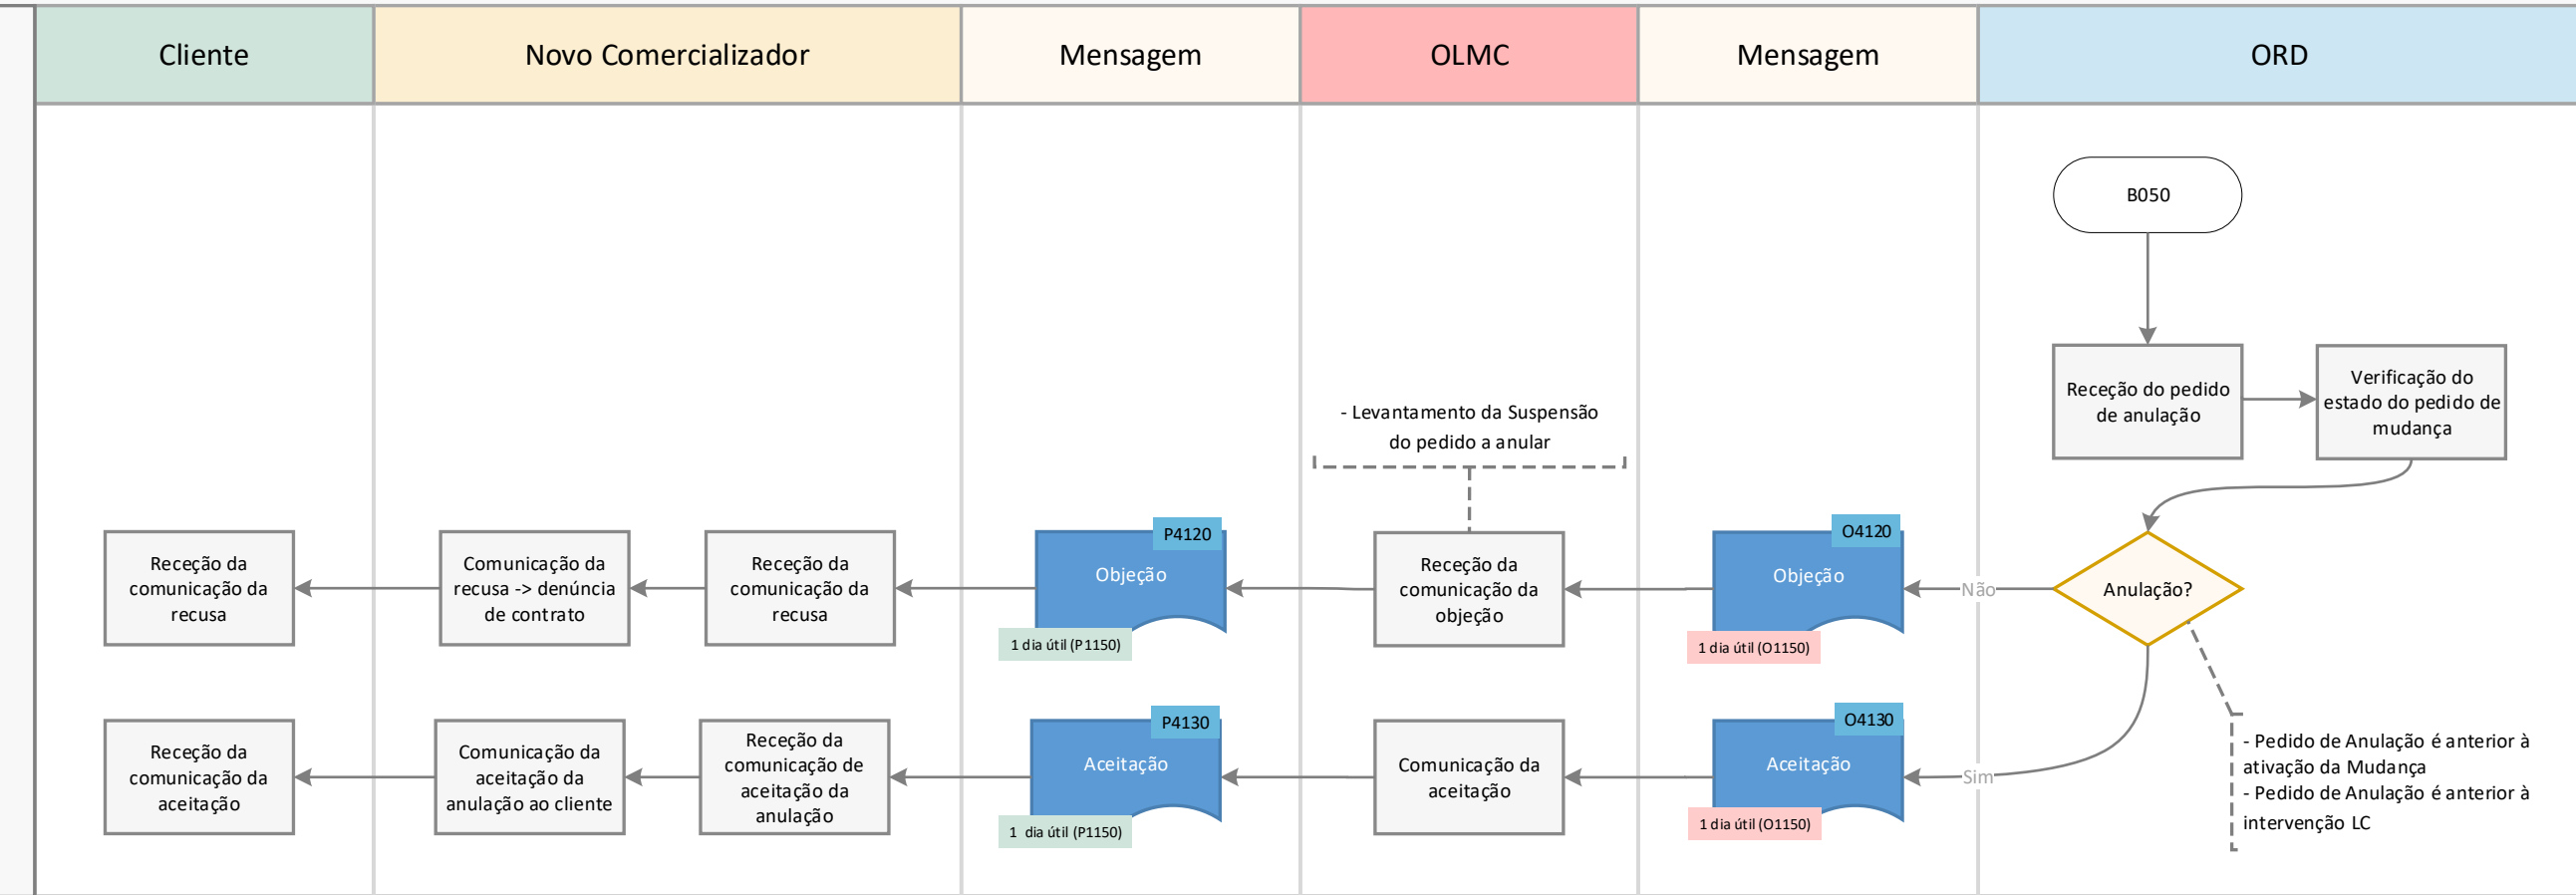 Cliente
Novo Comercializador
Mensagem
OLMC
Mensagem
ORD
B050
Receção do pedido
de anulação
Verificação do
estado do pedido de
mudança
- Levantamento da Suspensão
do pedido a anular
Receção da
comunicação da
recusa
Comunicação da
recusa -> denúncia
de contrato
Receção da
comunicação da
recusa
P4120
Objeção
1 dia útil (P1150)
Receção da
comunicação da
objeção
O4120
Objeção
1 dia útil (O1150)
Não
Anulação?
Receção da
comunicação da
aceitação
Comunicação da
aceitação da
anulação ao cliente
Receção da
comunicação de
aceitação da
anulação
P4130
Aceitação
1 dia útil (P1150)
Comunicação da
aceitação
O4130
Aceitação
1 dia útil (O1150)
Sim
- Pedido de Anulação é anterior à
ativação da Mudança
- Pedido de Anulação é anterior à
intervenção LC